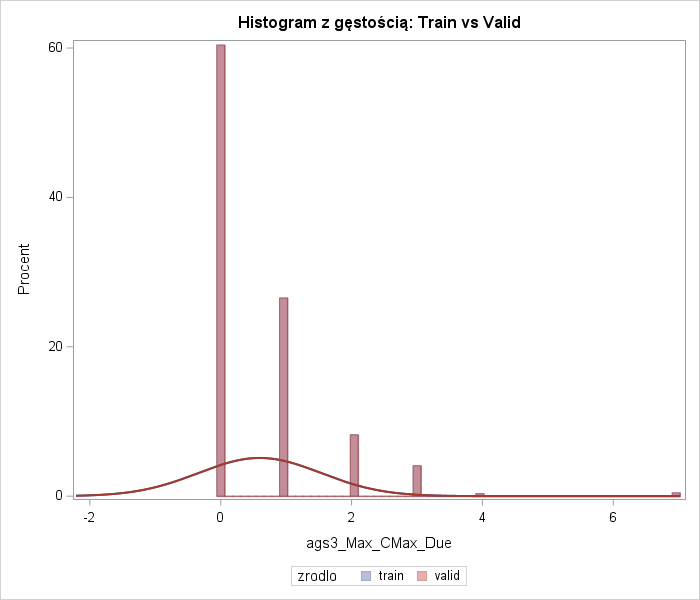 Histogram z gęstością: Train vs Valid
60
40
20
0
Procent
-2 0 2 4 6
ags3_Max_CMax_Due
zrodlo train valid